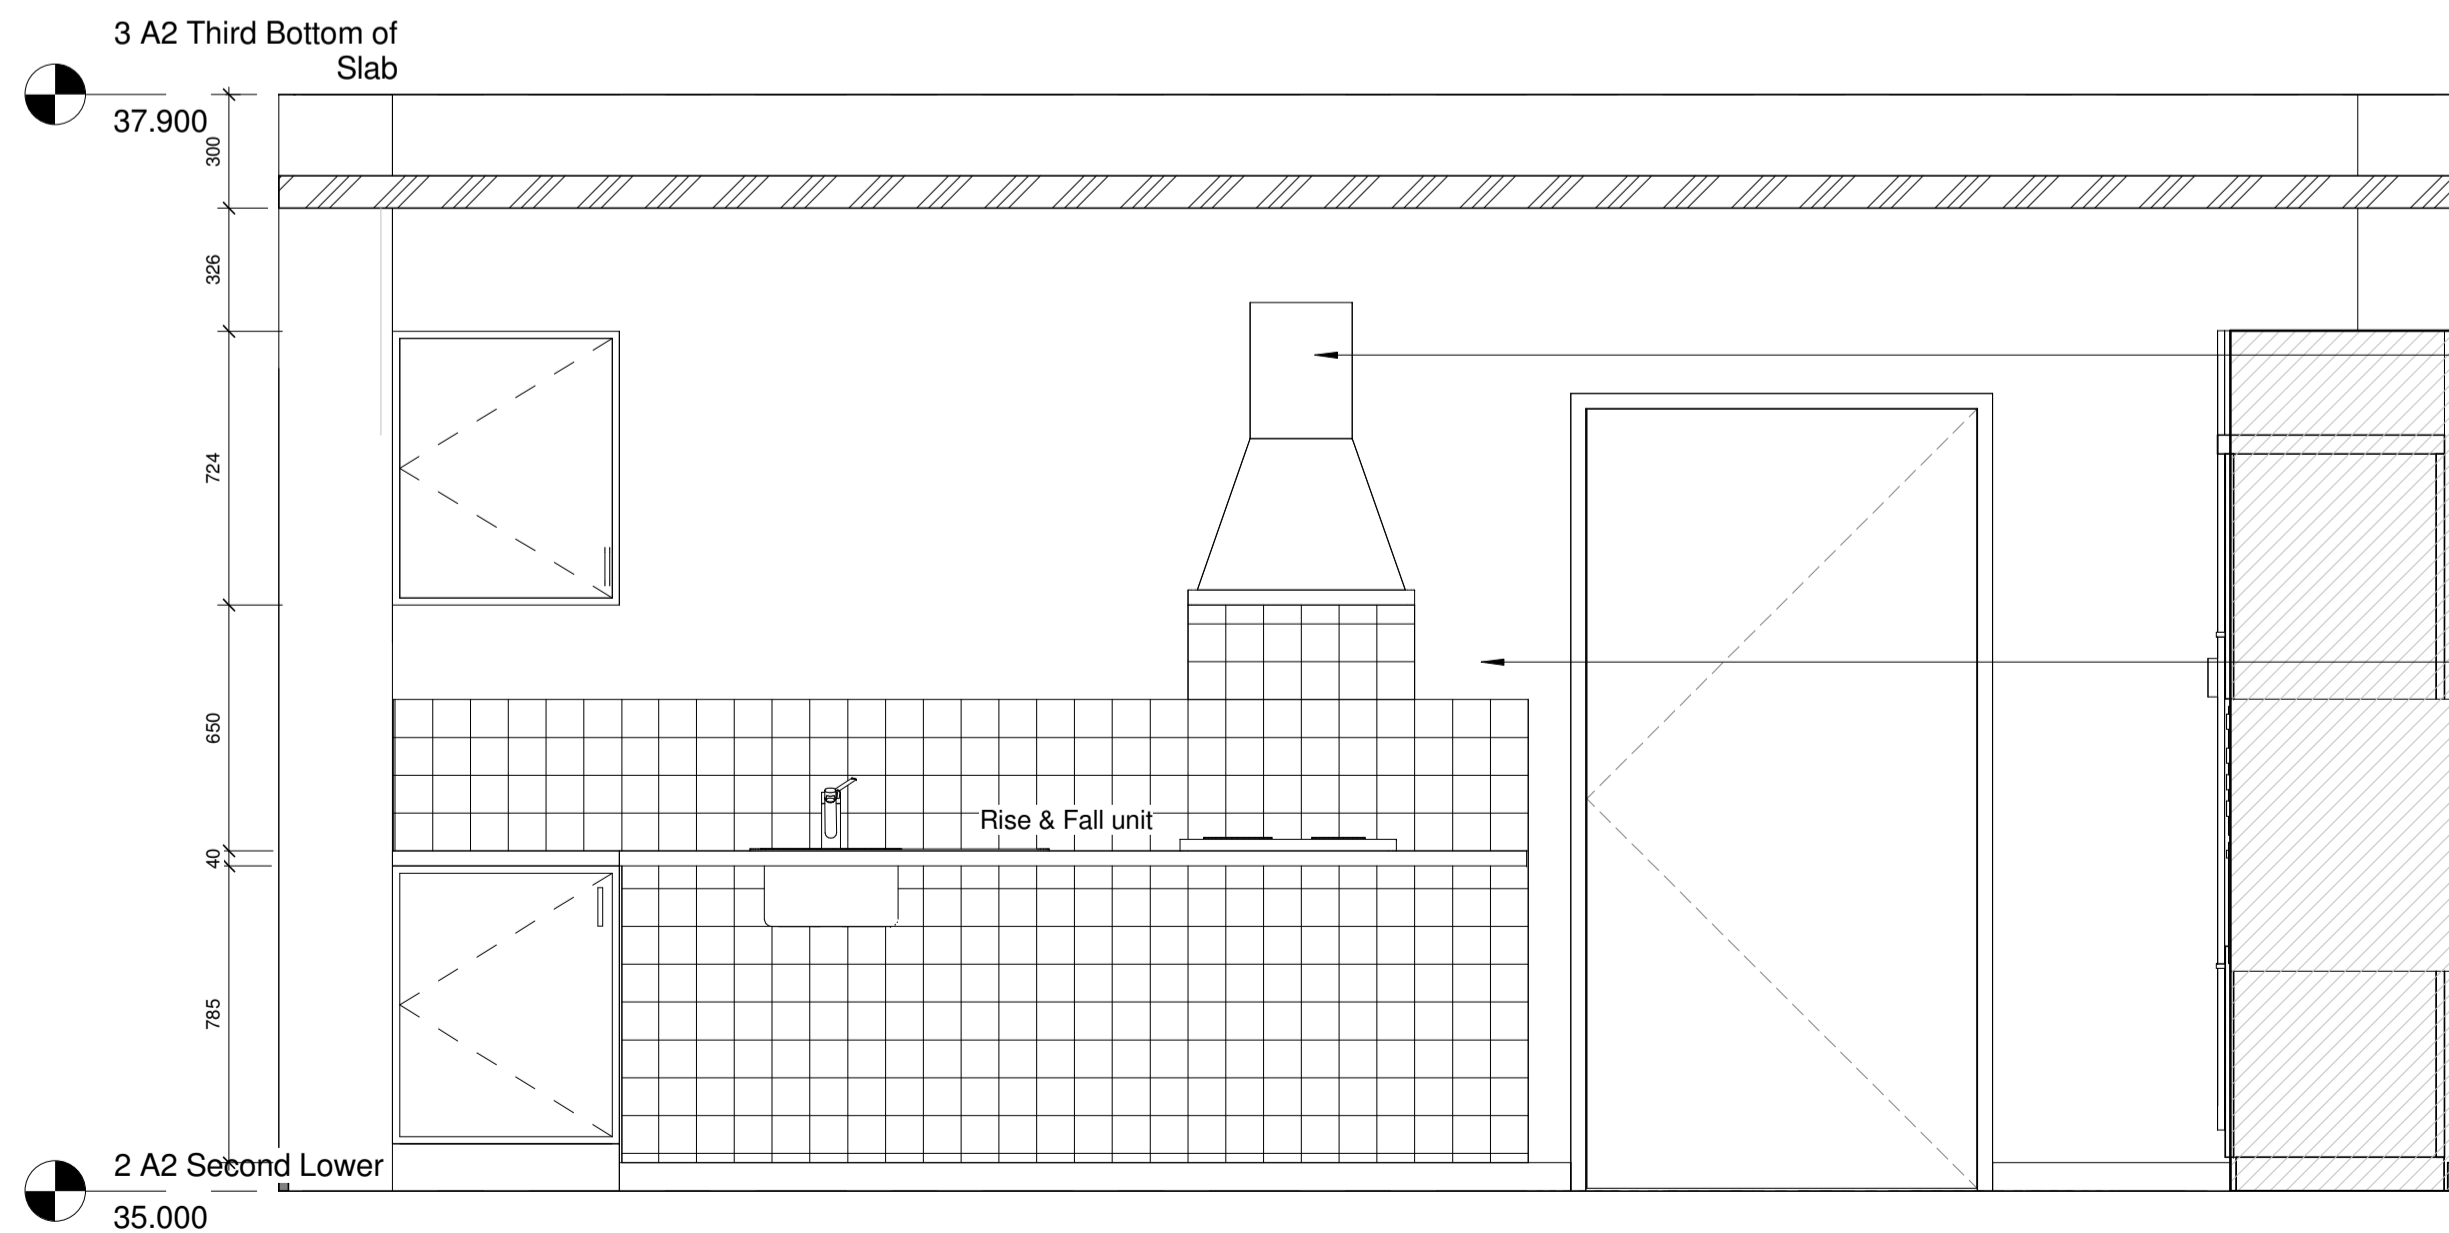 3 A2 Third Bottom of
Slab
37.900
300
326
724
650
Rise & Fall unit
40
785
2 A2 Second Lower
35.000